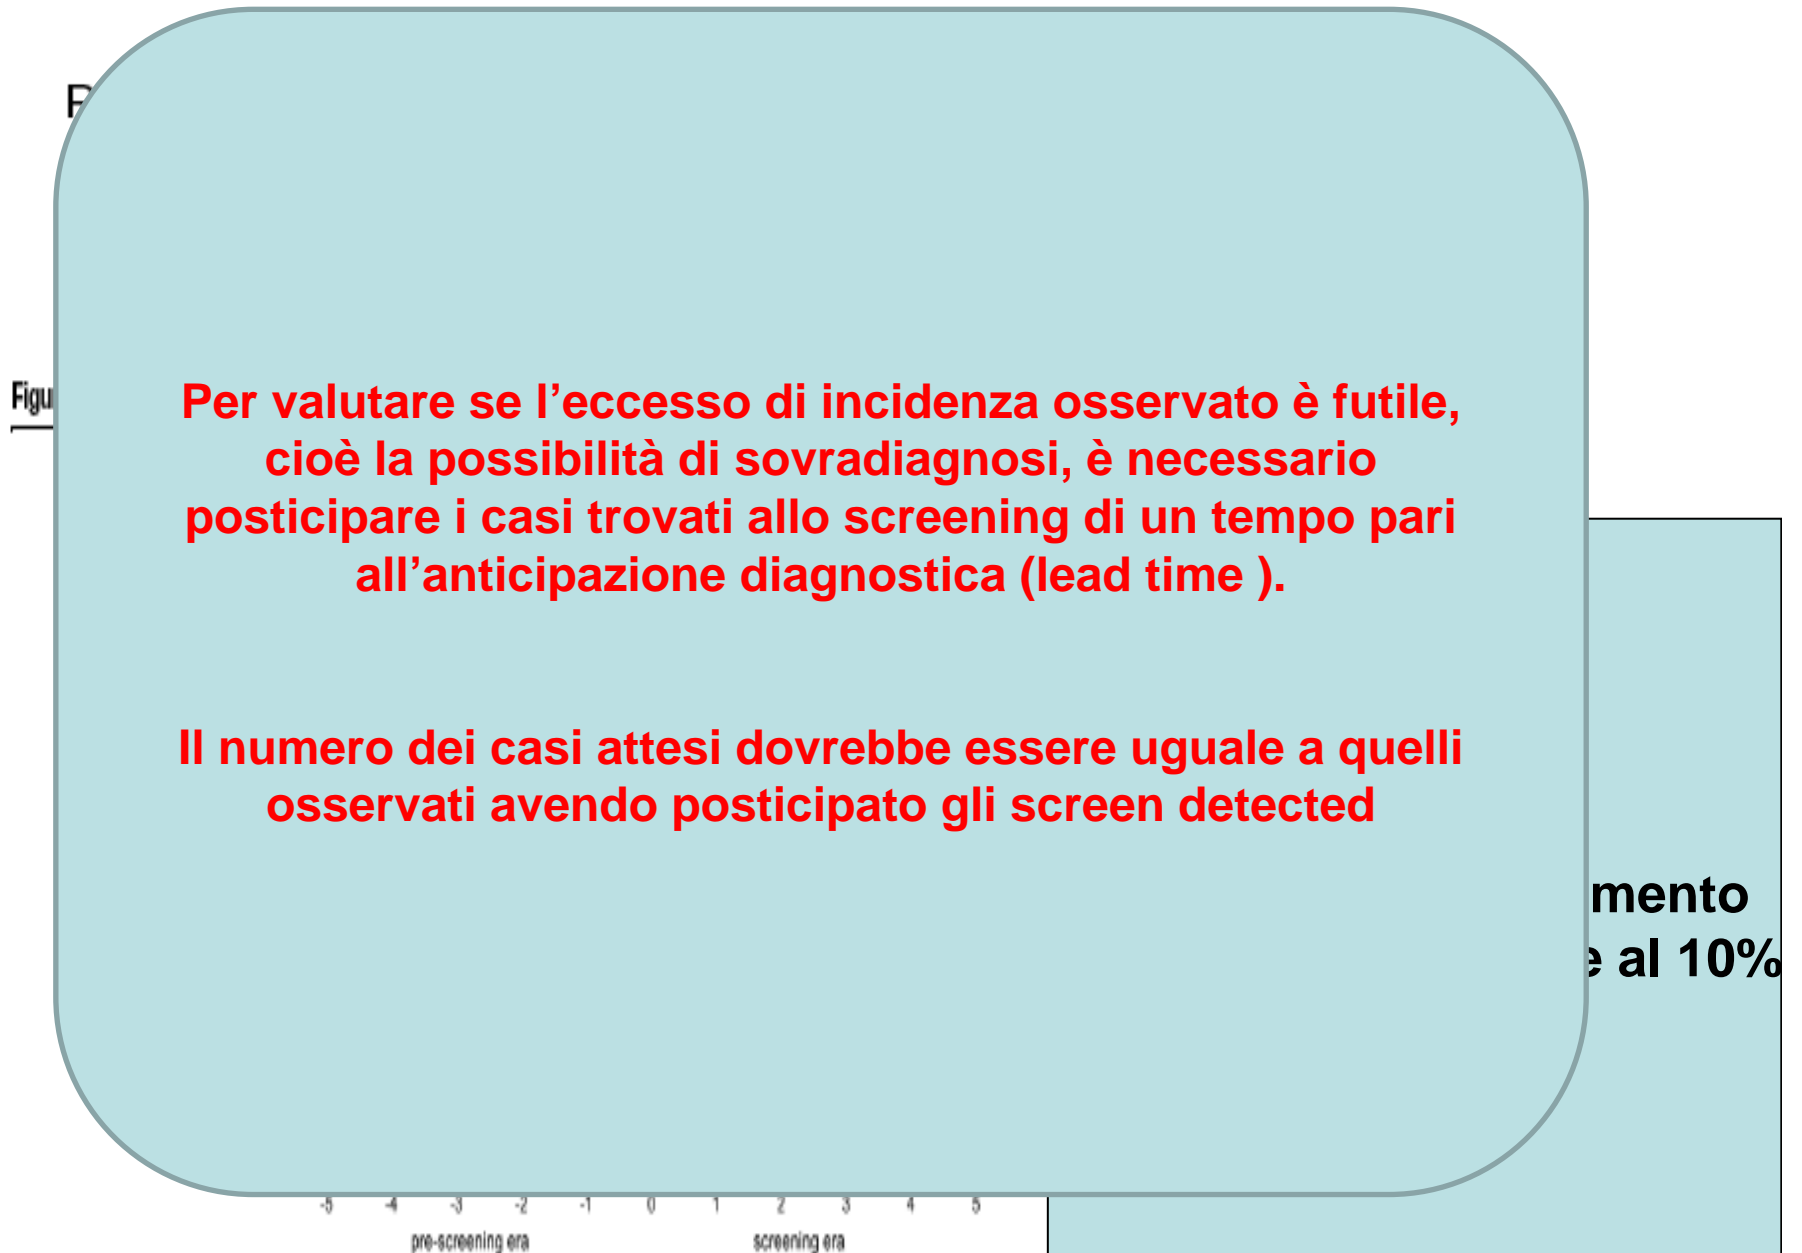 Per valutare se l’eccesso di incidenza osservato è futile,
cioè la possibilità di sovradiagnosi, è necessario
posticipare i casi trovati allo screening di un tempo pari
all’anticipazione diagnostica (lead time ).
Il numero dei casi attesi dovrebbe essere uguale a quelli
osservati avendo posticipato gli screen detected
al 10%
-5 -4 -3 -2 -1 0 1 2 3 4 5
pre-screening era screening era